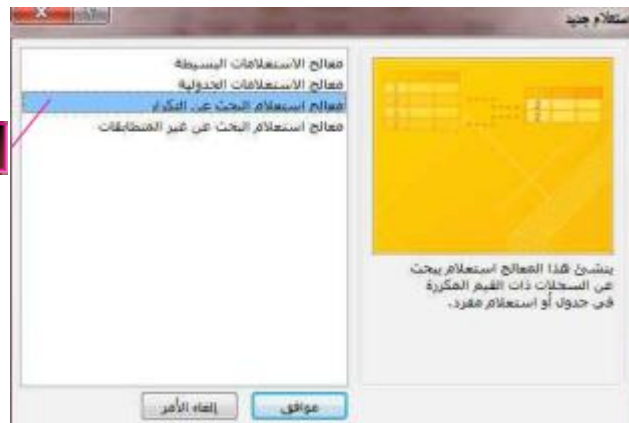 استعلام جديد
معالج الاستعلامات البسيطة
معالج الاستعلامات الجدولية
معالج استعلام البحث عن التكرار
معالج استعلام البحث عن غير المتطابقات
ينشئ هذا المعالج استعلام يبحث
عن السجلات ذات القيم المكررة
في جدول أو استعلام مفرد.
موافق
إلغاء الأمر